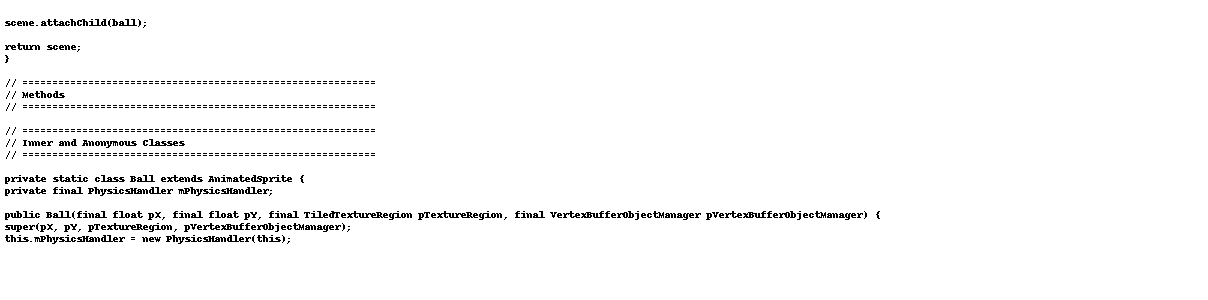 scene.attachChild(ball);
return scene;
}
// ===========================================================
// Methods
// ===========================================================
// ===========================================================
// Inner and Anonymous Classes
// ===========================================================
private static class Ball extends AnimatedSprite {
private final PhysicsHandler mPhysicsHandler;
public Ball(final float pX, final float pY, final TiledTextureRegion pTextureRegion, final VertexBufferObjectManager pVertexBufferObjectManager) {
super(pX, pY, pTextureRegion, pVertexBufferObjectManager);
this.mPhysicsHandler = new PhysicsHandler(this);